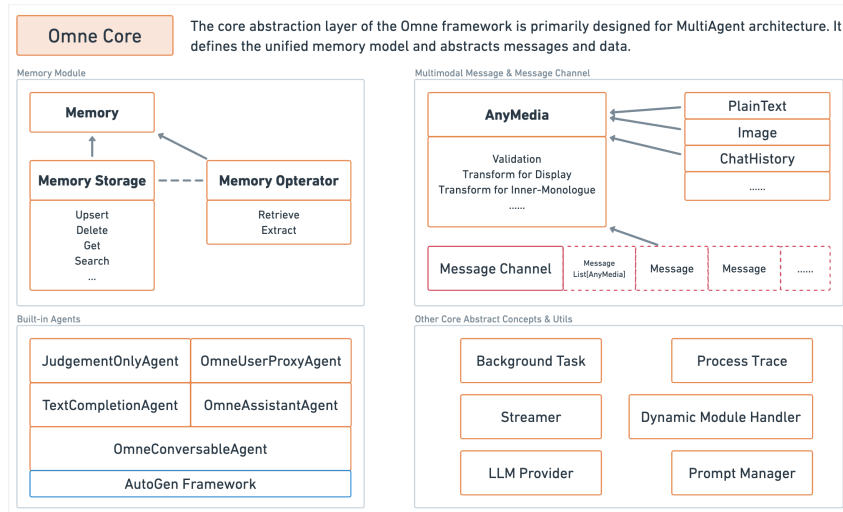 Omne Core
The core abstraction layer of the Omne framework is primarily designed for MultiAgent architecture. It
defines the unified memory model and abstracts messages and data.
Memory Module
Memory
Memory Storage
Memory Opterator
Upsert
Delete
Get
Search
...
Retrieve
Extract
Multimodal Message & Message Channel
AnyMedia
Validation
Transform for Display
Transform for Inner-Monologue
......
PlainText
Image
ChatHistory
......
Message Channel
Message
List[AnyMedia]
Message
Message
......
Built-in Agents
JudgementOnlyAgent
OmneUserProxyAgent
TextCompletionAgent
OmneAssistantAgent
OmneConversableAgent
AutoGen Framework
Other Core Abstract Concepts & Utils
Background Task
Process Trace
Streamer
Dynamic Module Handler
LLM Provider
Prompt Manager